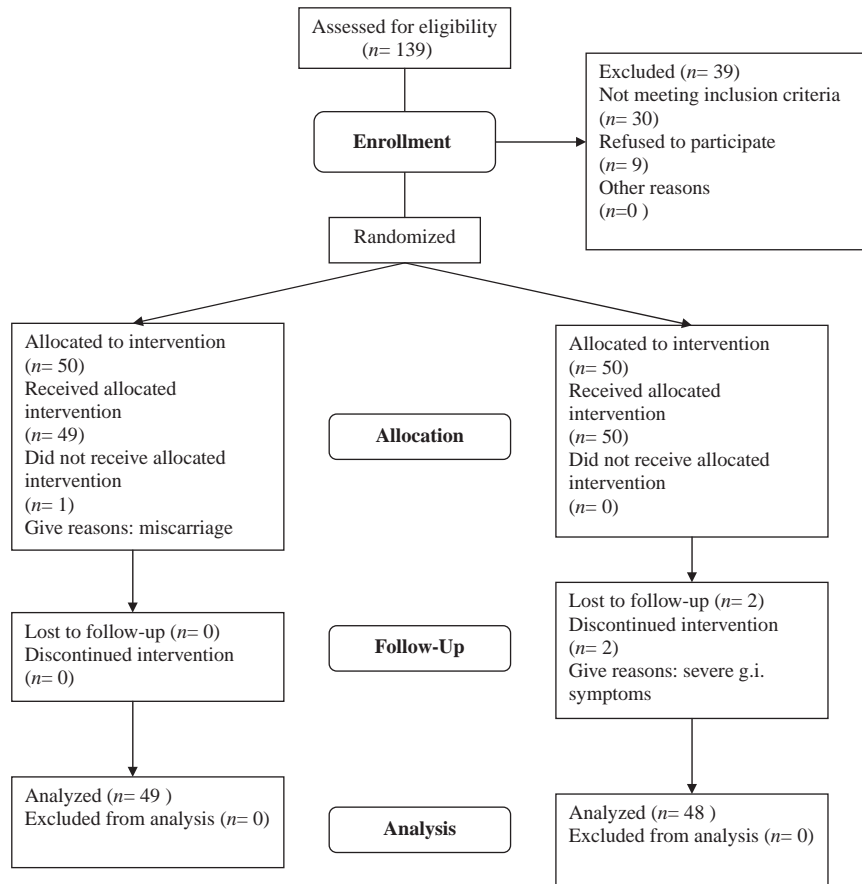 Assessed for eligibility
(n= 139)
Excluded (n= 39)
Not meeting inclusion criteria
(n= 30)
Refused to participate
(n= 9)
Other reasons
(n=0 )
Enrollment
Randomized
Allocated to intervention
(n= 50)
Received allocated
intervention
(n= 49)
Did not receive allocated
intervention
(n= 1)
Give reasons: miscarriage
Allocation
Allocated to intervention
(n= 50)
Received allocated
intervention
(n= 50)
Did not receive allocated
intervention
(n= 0)
Lost to follow-up (n= 0)
Discontinued intervention
(n= 0)
Follow-Up
Lost to follow-up (n= 2)
Discontinued intervention
(n= 2)
Give reasons: severe g.i.
symptoms
Analyzed (n= 49 )
Excluded from analysis (n= 0)
Analysis
Analyzed (n= 48 )
Excluded from analysis (n= 0)